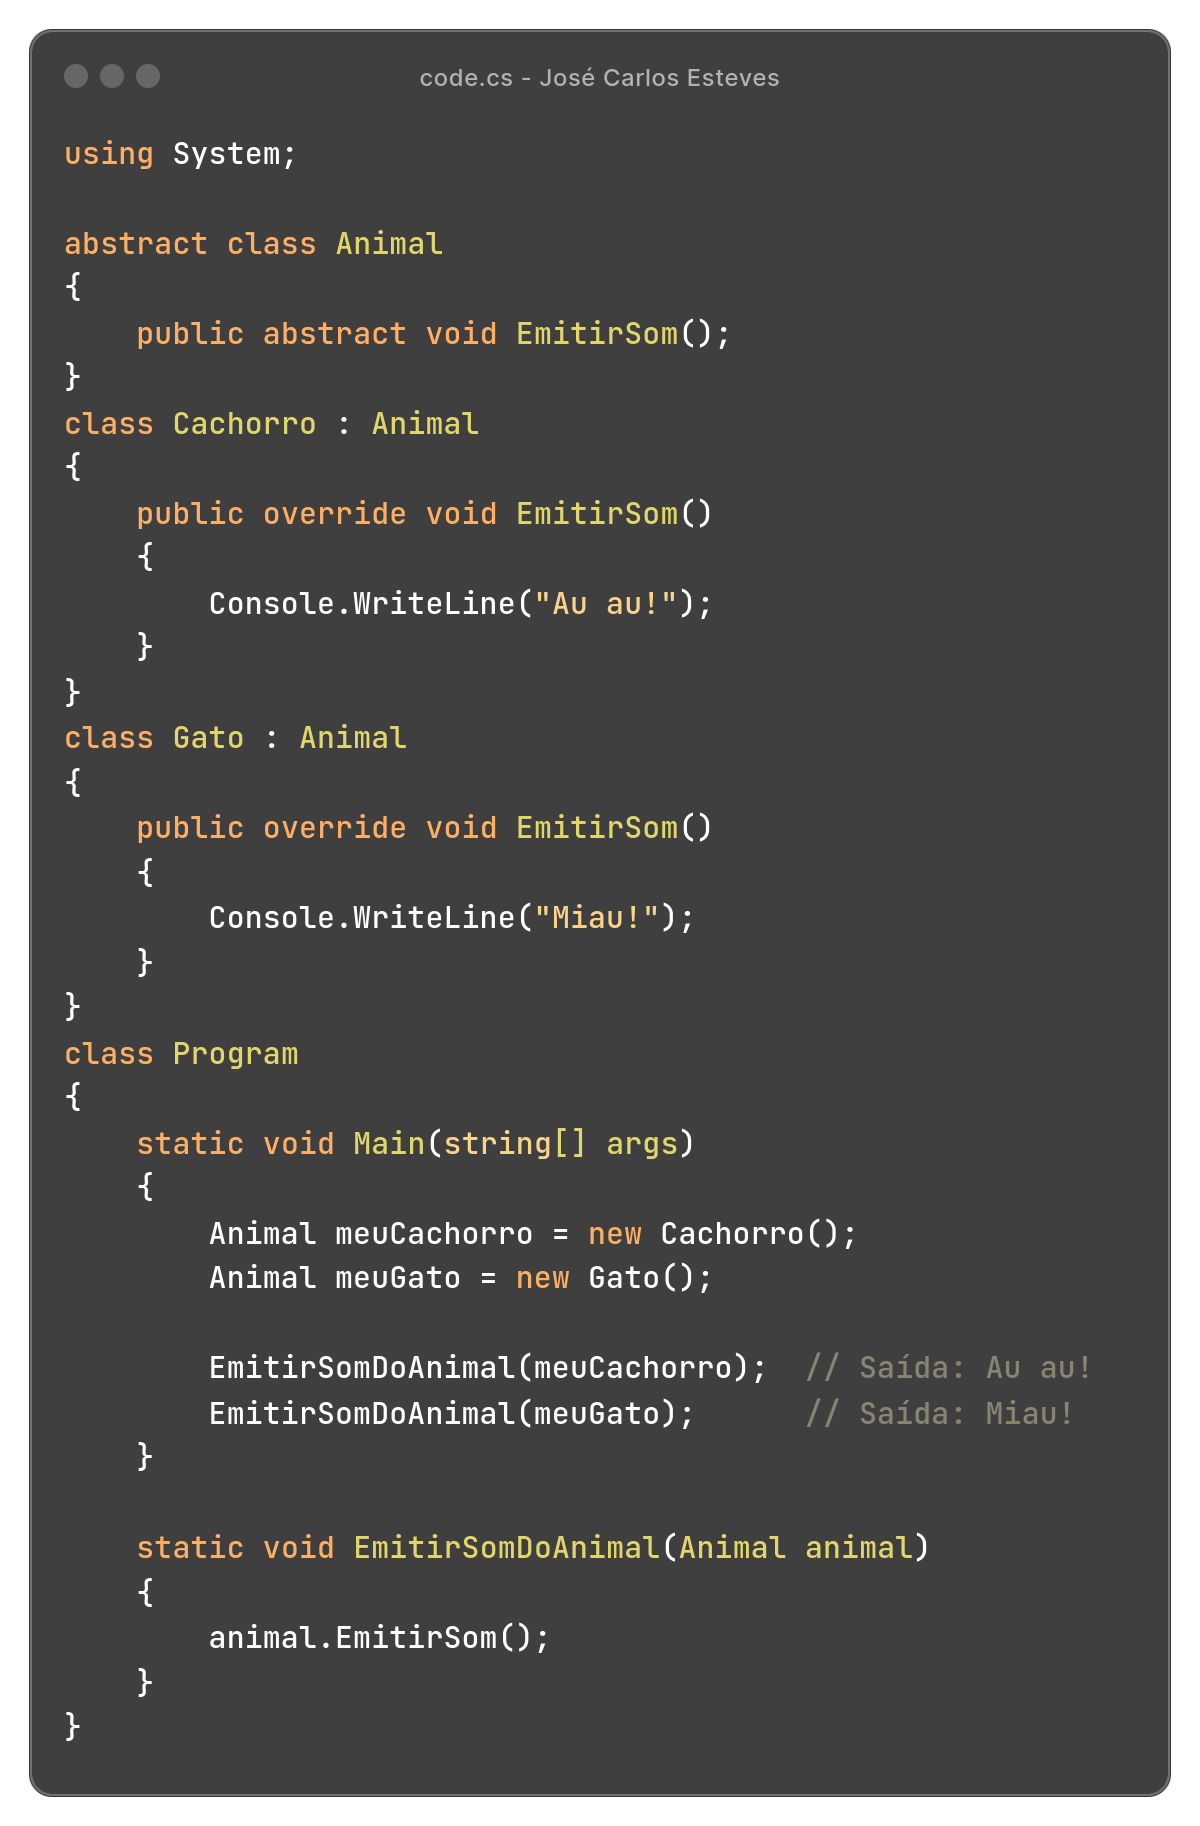 code.cs - José Carlos Esteves
using System;

abstract class Animal
{
    public abstract void EmitirSom();
}
class Cachorro : Animal
{
    public override void EmitirSom()
    {
        Console.WriteLine("Au au!");
    }
}
class Gato : Animal
{
    public override void EmitirSom()
    {
        Console.WriteLine("Miau!");
    }
}
class Program
{
    static void Main(string[] args)
    {
        Animal meuCachorro = new Cachorro();
        Animal meuGato = new Gato();

        EmitirSomDoAnimal(meuCachorro);  // Saída: Au au!
        EmitirSomDoAnimal(meuGato);      // Saída: Miau!
    }

    static void EmitirSomDoAnimal(Animal animal)
    {
        animal.EmitirSom();
    }
}